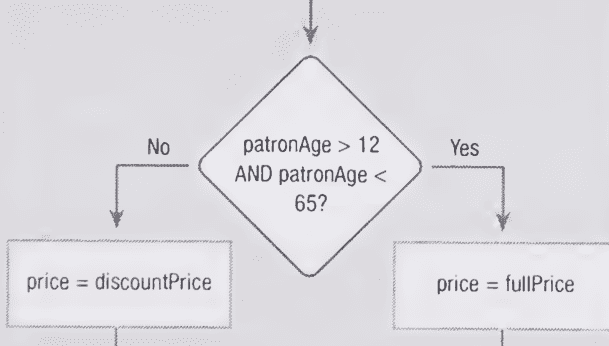 No
patronAge > 12
AND patronAge <
65?
Yes
price = discountPrice
price = fullPrice